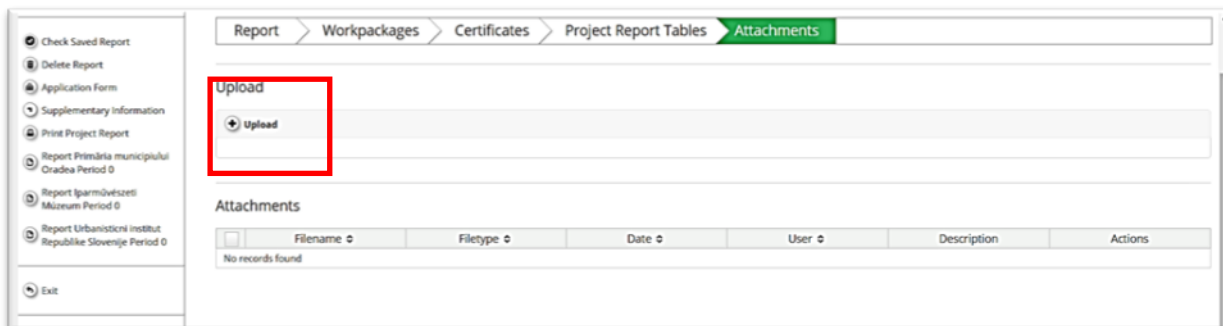 Check Saved Report
Delete Report
Application Form
Supplementary Information
Print Project Report
Report Primăria municipiului
Oradea Period 0
Report Iparművészeti
Múzeum Period 0
Report Urbanisticni institut
Republike Slovenije Period 0
Exit
Report Workpackages Certificates Project Report Tables Attachments
Upload
Upload
Attachments
Filename Filetype Date User Description Actions
No records found